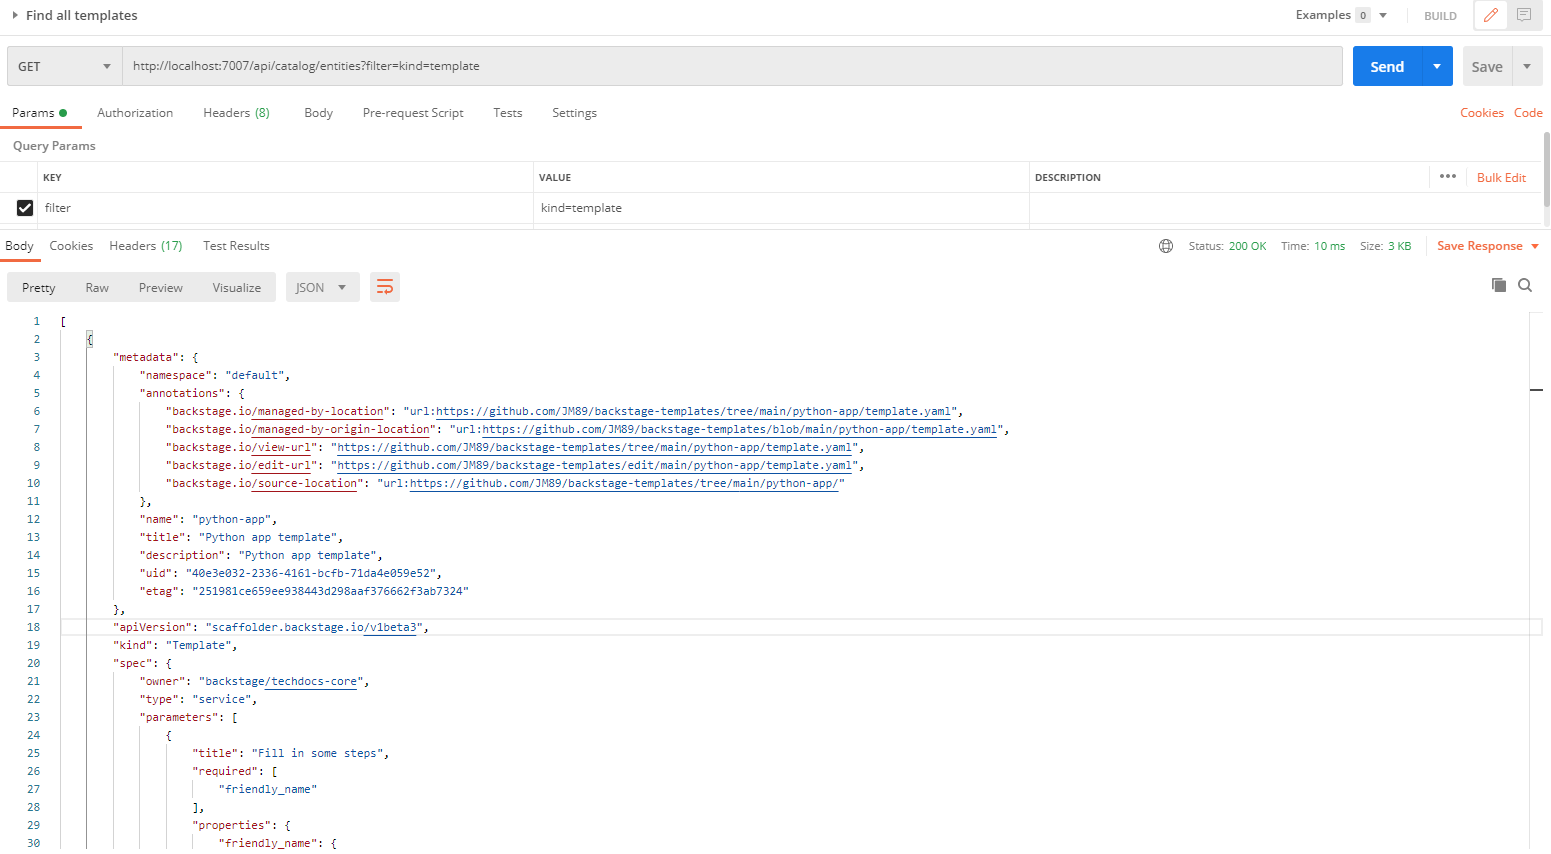 Find all templates
Examples 0
BUILD
GET
http://localhost:7007/api/catalog/entities?filter=kind=template
Send
Save
Params
Authorization
Headers (8)
Body
Pre-request Script
Tests
Settings
Cookies
Code
Query Params
KEY
VALUE
DESCRIPTION
Bulk Edit
filter
kind=template
Body
Cookies
Headers (17)
Test Results
Status: 200 OK
Time: 10 ms
Size: 3 KB
Save Response
Pretty
Raw
Preview
Visualize
JSON
1 [
2 {
3 "metadata": {
4 "namespace": "default",
5 "annotations": {
6 "backstage.io/managed-by-location": "url:https://github.com/JM89/backstage-templates/tree/main/python-app/template.yaml",
7 "backstage.io/managed-by-origin-location": "url:https://github.com/JM89/backstage-templates/blob/main/python-app/template.yaml",
8 "backstage.io/view-url": "https://github.com/JM89/backstage-templates/tree/main/python-app/template.yaml",
9 "backstage.io/edit-url": "https://github.com/JM89/backstage-templates/edit/main/python-app/template.yaml",
10 "backstage.io/source-location": "url:https://github.com/JM89/backstage-templates/tree/main/python-app/"
11 },
12 "name": "python-app",
13 "title": "Python app template",
14 "description": "Python app template",
15 "uid": "40e3e032-2336-4161-bcfb-71da4e059e52",
16 "etag": "251981ce659ee938443d298aaf376662f3ab7324"
17 },
18 "apiVersion": "scaffolder.backstage.io/v1beta3",
19 "kind": "Template",
20 "spec": {
21 "owner": "backstage/techdocs-core",
22 "type": "service",
23 "parameters": [
24 {
25 "title": "Fill in some steps",
26 "required": [
27 "friendly_name"
28 ],
29 "properties": {
30 "friendly_name": {